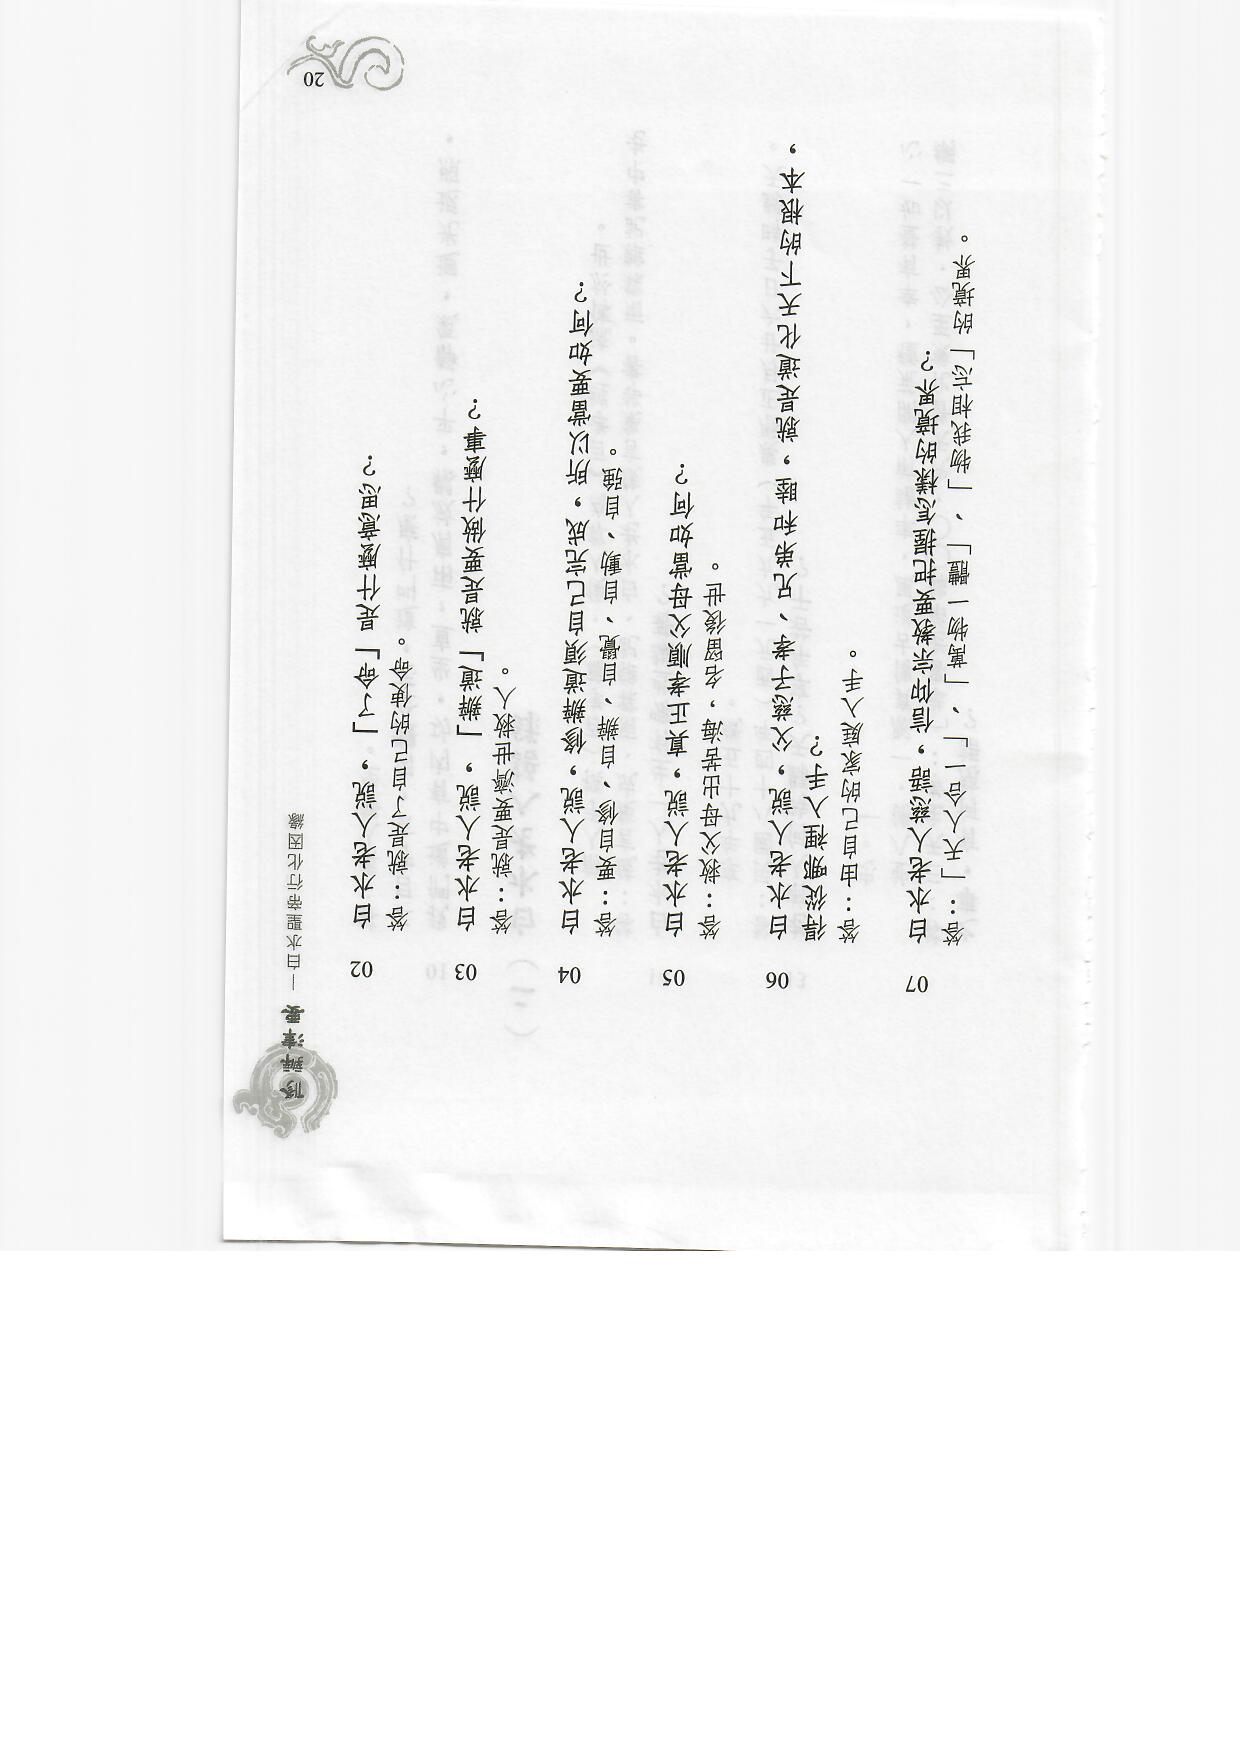 修辦津要
—白水聖帝行化因緣
02 白水老人說，「了命」是什麼意思？
答：就是了自己的使命。
03 白水老人說，「辦道」就是要做什麼事？
答：就是要濟世救人。
04 白水老人說，修辦道須自己完成，所以當要如何？
答：要自修、自辦、自覺、自動、自強。
05 白水老人說，真正孝順父母當如何？
答：救父母出苦海，名留後世。
06 白水老人說，父慈子孝、兄弟和睦，就是道化天下的根本，
得從哪裡入手？
答：由自己的家庭入手。
07 白水老人慈語，信仰宗教要把握怎樣的境界？
答：「天人合一」、「萬物一體」、「物我相忘」的境界。
20